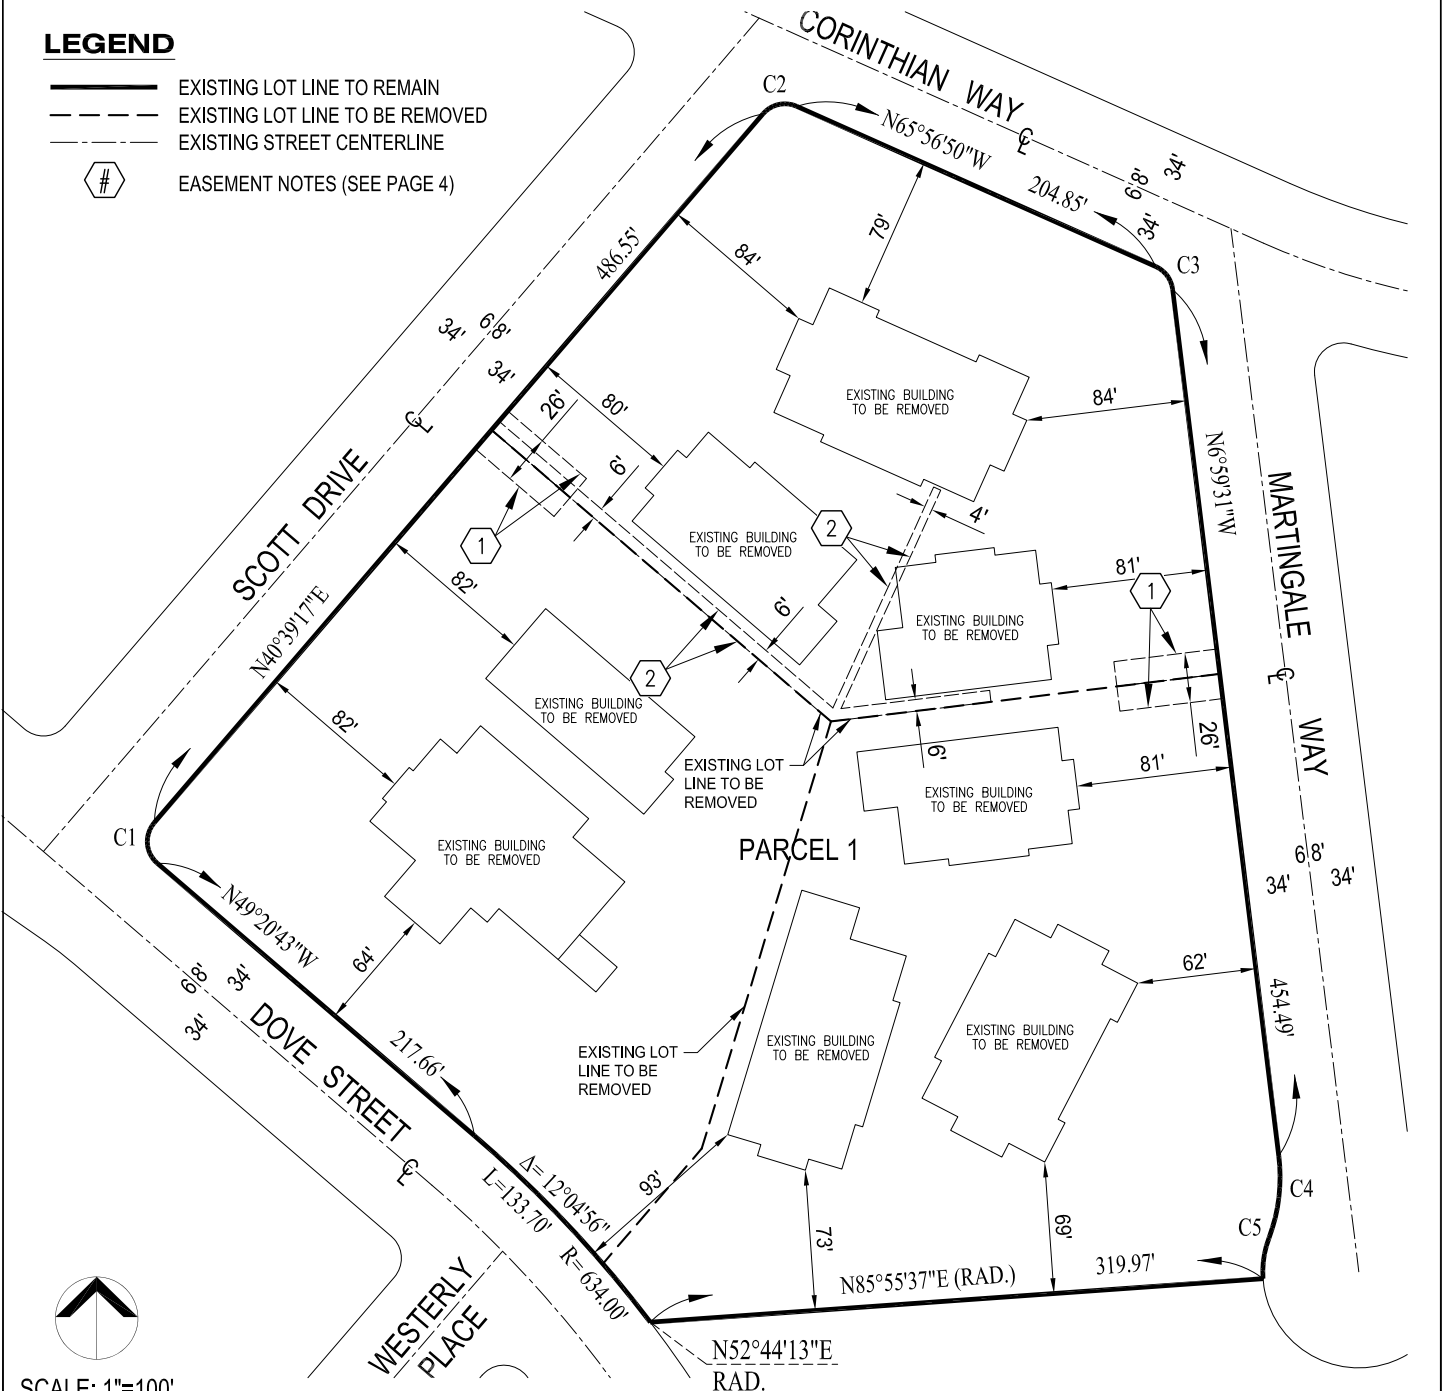 LEGEND
EXISTING LOT LINE TO REMAIN
EXISTING LOT LINE TO BE REMOVED
EXISTING STREET CENTERLINE
#
EASEMENT NOTES (SEE PAGE 4)
CORINTHIAN WAY
C2
N65°56'50"W
204.85'
68'
34'
34'
C3
79'
84'
486.55'
34'
68'
34'
EXISTING BUILDING
TO BE REMOVED
84'
N6°59'31"W
26'
80'
6'
4'
SCOTT DRIVE
MARTINGALE WAY
1
2
EXISTING BUILDING
TO BE REMOVED
81'
1
82'
6'
EXISTING BUILDING
TO BE REMOVED
N40°39'17"E
2
EXISTING BUILDING
TO BE REMOVED
82'
26'
6'
EXISTING LOT
LINE TO BE
REMOVED
81'
EXISTING BUILDING
TO BE REMOVED
C1
EXISTING BUILDING
TO BE REMOVED
PARCEL 1
68'
34'
34'
N49°20'43"W
64'
68'
34'
34'
62'
454.49'
DOVE STREET
217.66'
EXISTING BUILDING
TO BE REMOVED
EXISTING BUILDING
TO BE REMOVED
EXISTING LOT
LINE TO BE
REMOVED
Δ= 12°04'56"
L=133.70'
R= 634.00'
93'
73'
69'
C4
C5
N85°55'37"E (RAD.)
319.97'
WESTERLY
PLACE
N52°44'13"E
RAD.
SCALE: 1"=100'